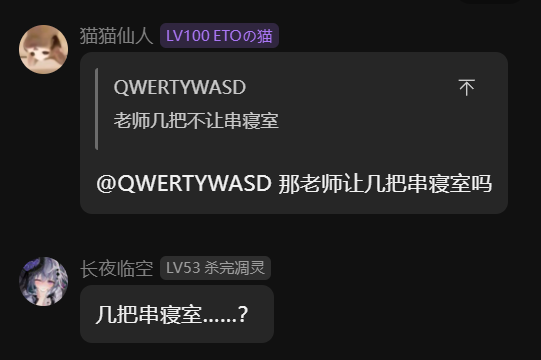 猫猫仙人 LV100 ETOの猫
QWERTYWASD
老师几把不让串寝室
@QWERTYWASD 那老师让几把串寝室吗
长夜临空 LV53 杀完凋灵
几把串寝室......?